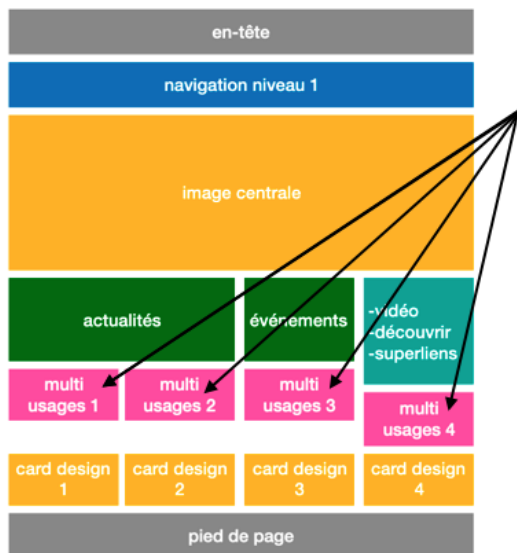 en-tête
navigation niveau 1
image centrale
actualités
événements
-vidéo
-découvrir
-superliens
multi
usages 1
multi
usages 2
multi
usages 3
multi
usages 4
card design
1
card design
2
card design
3
card design
4
pied de page